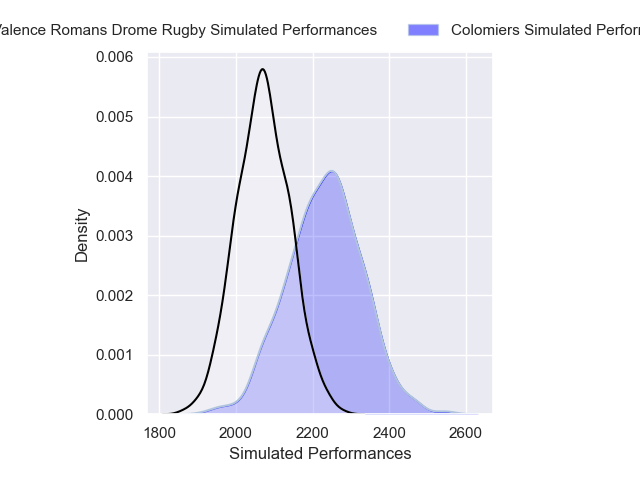 Valence Romans Drome Rugby Simulated Performances Colomiers Simulated
0.006
0.005
0.004
0.003
0.002
0.001
0.000
Density
1800 2000 2200 2400 2600
Simulated Performances